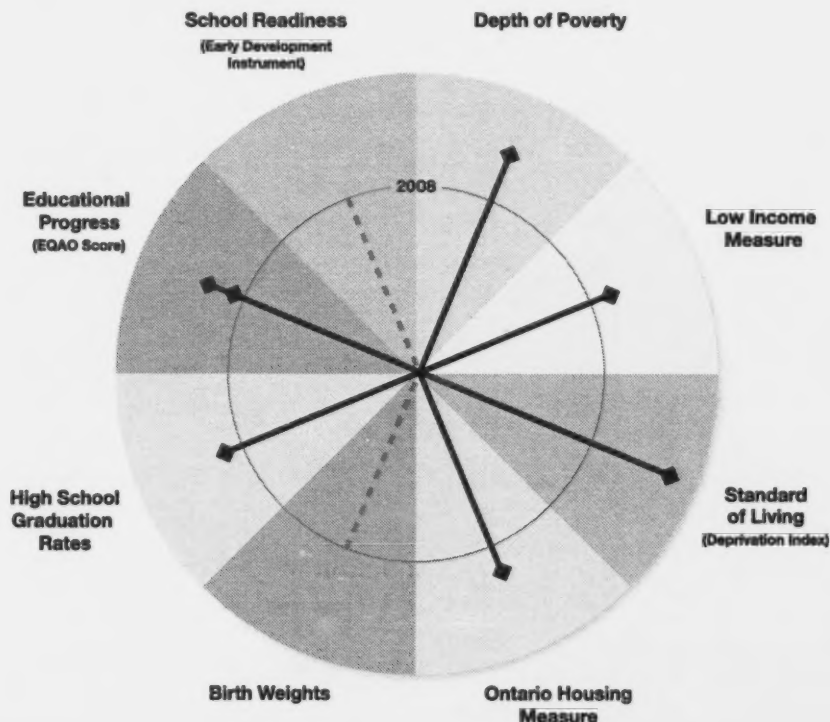 School Readiness
(Early Development
Instrument)
Depth of Poverty
2008
Educational
Progress
(EQAO Score)
Low Income
Measure
High School
Graduation
Rates
Standard
of Living
(Deprivation Index)
Birth Weights
Ontario Housing
Measure